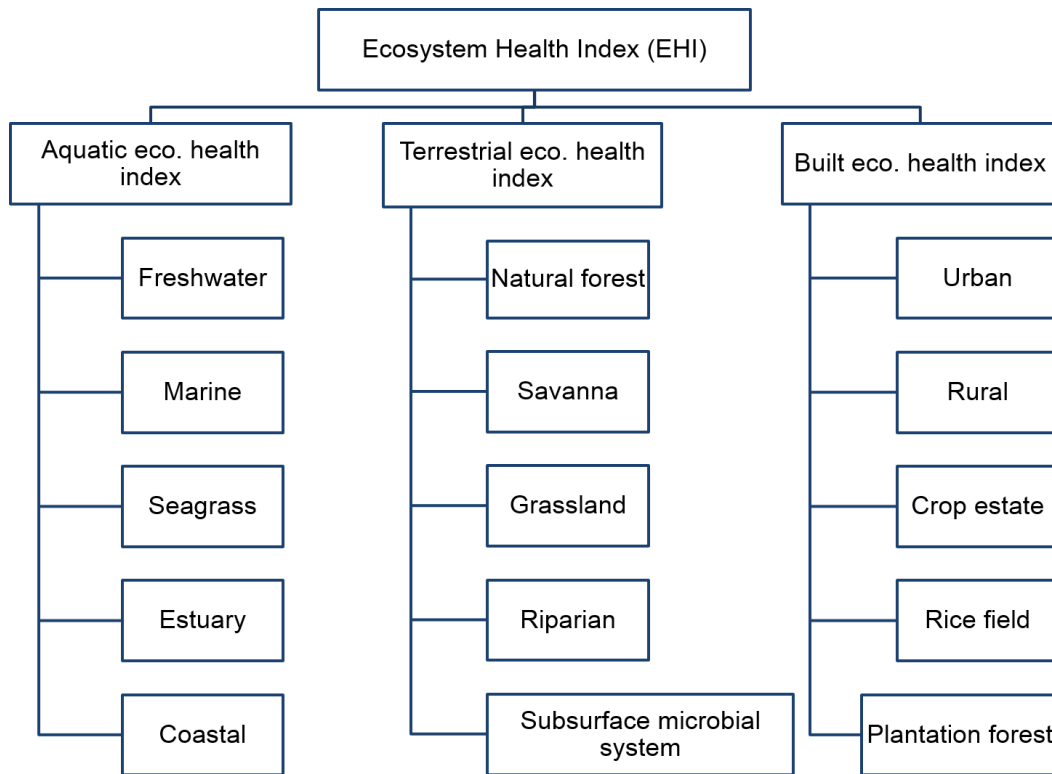 Ecosystem Health Index (EHI)
Aquatic eco. health
index
Freshwater
Marine
Seagrass
Estuary
Coastal
Terrestrial eco. health
index
Natural forest
Savanna
Grassland
Riparian
Subsurface microbial
system
Built eco. health index
Urban
Rural
Crop estate
Rice field
Plantation forest